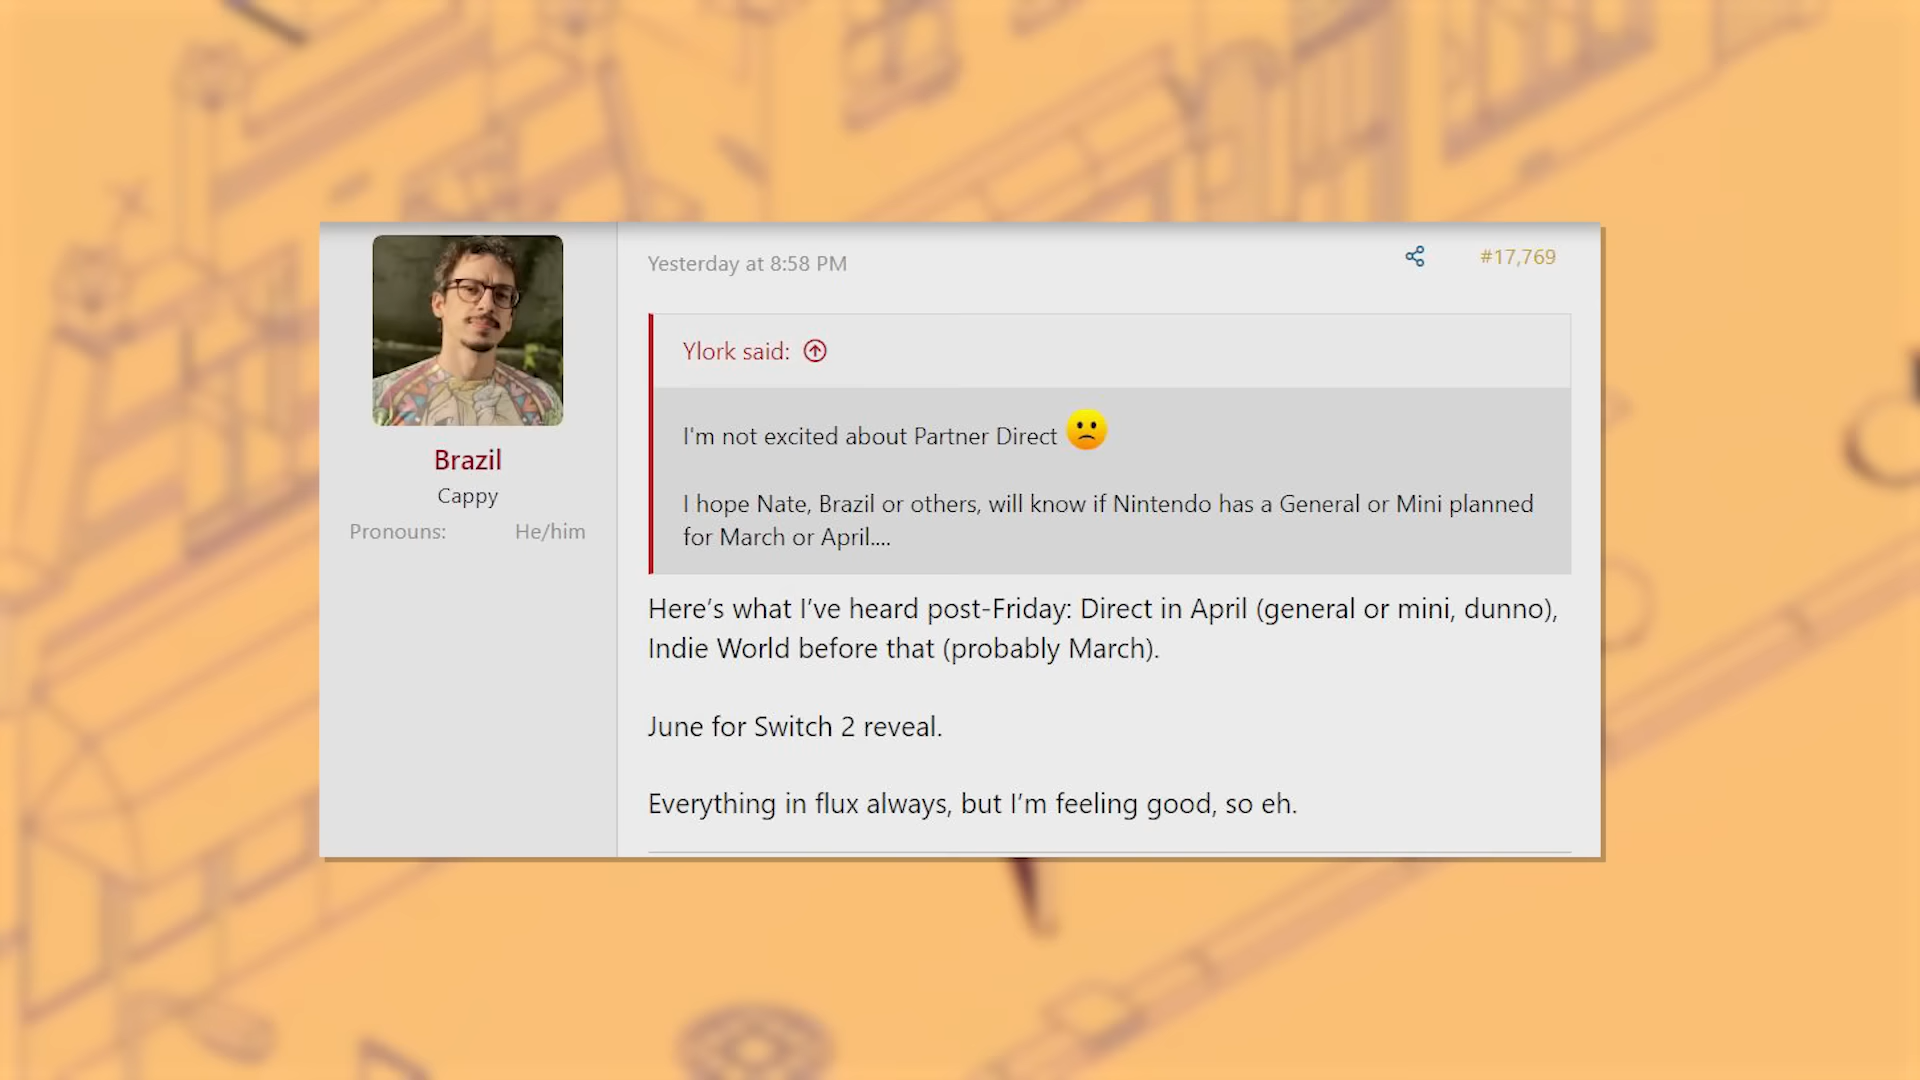 Yesterday at 8:58 PM
#17,769
Brazil
Cappy
Pronouns: He/him
Ylork said:
I'm not excited about Partner Direct
I hope Nate, Brazil or others, will know if Nintendo has a General or Mini planned
for March or April....
Here’s what I’ve heard post-Friday: Direct in April (general or mini, dunno),
Indie World before that (probably March).
June for Switch 2 reveal.
Everything in flux always, but I’m feeling good, so eh.